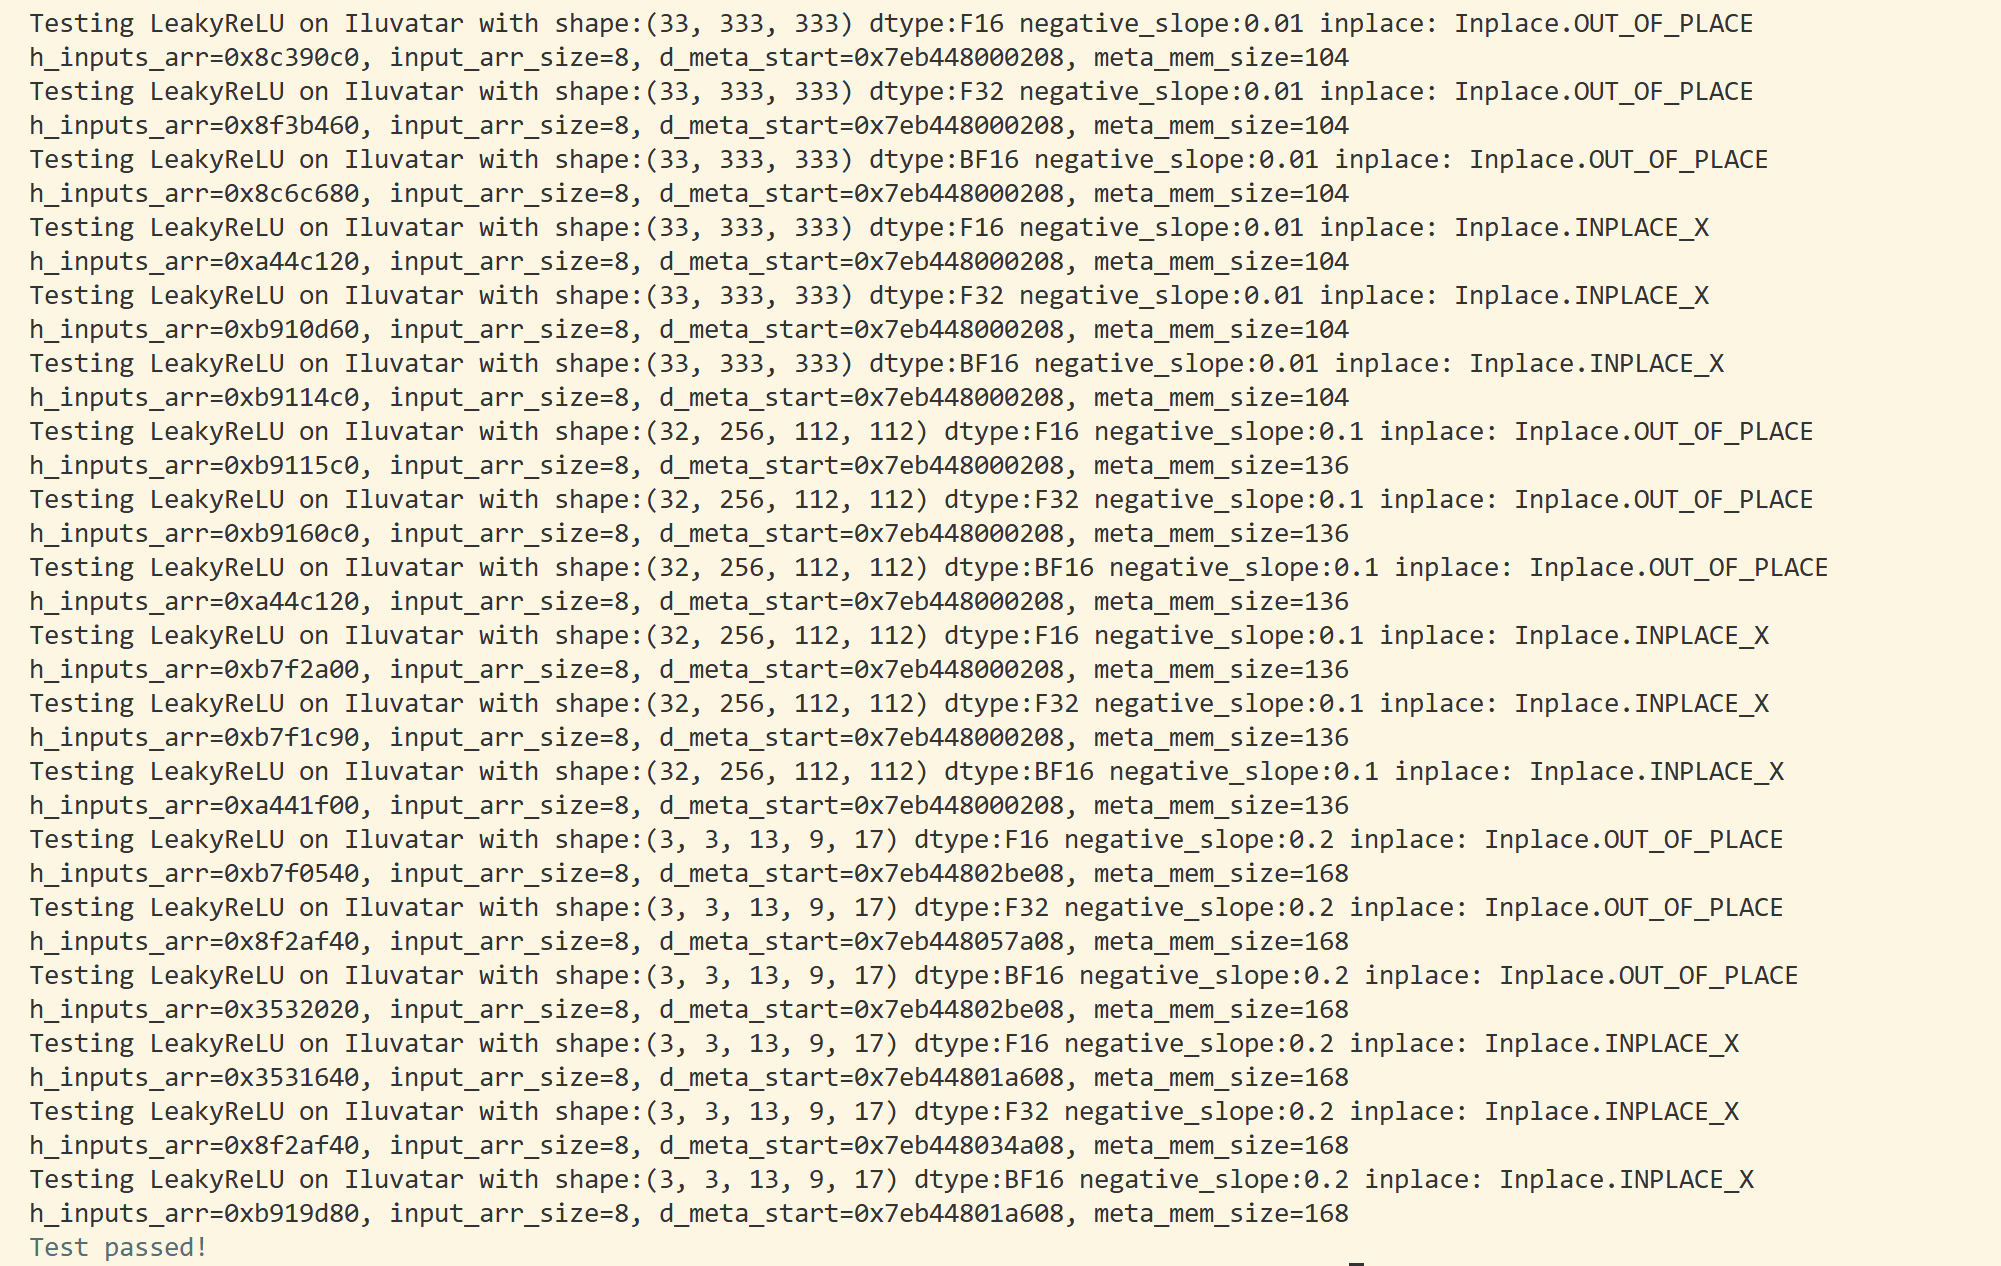 Testing LeakyReLU on Iluvatar with shape:(33, 333, 333) dtype:F16 negative_slope:0.01 inplace: Inplace.OUT_OF_PLACE
h_inputs_arr=0x8c390c0, input_arr_size=8, d_meta_start=0x7eb448000208, meta_mem_size=104
Testing LeakyReLU on Iluvatar with shape:(33, 333, 333) dtype:F32 negative_slope:0.01 inplace: Inplace.OUT_OF_PLACE
h_inputs_arr=0x8f3b460, input_arr_size=8, d_meta_start=0x7eb448000208, meta_mem_size=104
Testing LeakyReLU on Iluvatar with shape:(33, 333, 333) dtype:BF16 negative_slope:0.01 inplace: Inplace.OUT_OF_PLACE
h_inputs_arr=0x8c6c680, input_arr_size=8, d_meta_start=0x7eb448000208, meta_mem_size=104
Testing LeakyReLU on Iluvatar with shape:(33, 333, 333) dtype:F16 negative_slope:0.01 inplace: Inplace.INPLACE_X
h_inputs_arr=0xa44c120, input_arr_size=8, d_meta_start=0x7eb448000208, meta_mem_size=104
Testing LeakyReLU on Iluvatar with shape:(33, 333, 333) dtype:F32 negative_slope:0.01 inplace: Inplace.INPLACE_X
h_inputs_arr=0xb910d60, input_arr_size=8, d_meta_start=0x7eb448000208, meta_mem_size=104
Testing LeakyReLU on Iluvatar with shape:(33, 333, 333) dtype:BF16 negative_slope:0.01 inplace: Inplace.INPLACE_X
h_inputs_arr=0xb9114c0, input_arr_size=8, d_meta_start=0x7eb448000208, meta_mem_size=104
Testing LeakyReLU on Iluvatar with shape:(32, 256, 112, 112) dtype:F16 negative_slope:0.1 inplace: Inplace.OUT_OF_PLACE
h_inputs_arr=0xb9115c0, input_arr_size=8, d_meta_start=0x7eb448000208, meta_mem_size=136
Testing LeakyReLU on Iluvatar with shape:(32, 256, 112, 112) dtype:F32 negative_slope:0.1 inplace: Inplace.OUT_OF_PLACE
h_inputs_arr=0xb9160c0, input_arr_size=8, d_meta_start=0x7eb448000208, meta_mem_size=136
Testing LeakyReLU on Iluvatar with shape:(32, 256, 112, 112) dtype:BF16 negative_slope:0.1 inplace: Inplace.OUT_OF_PLACE
h_inputs_arr=0xa44c120, input_arr_size=8, d_meta_start=0x7eb448000208, meta_mem_size=136
Testing LeakyReLU on Iluvatar with shape:(32, 256, 112, 112) dtype:F16 negative_slope:0.1 inplace: Inplace.INPLACE_X
h_inputs_arr=0xb7f2a00, input_arr_size=8, d_meta_start=0x7eb448000208, meta_mem_size=136
Testing LeakyReLU on Iluvatar with shape:(32, 256, 112, 112) dtype:F32 negative_slope:0.1 inplace: Inplace.INPLACE_X
h_inputs_arr=0xb7f1c90, input_arr_size=8, d_meta_start=0x7eb448000208, meta_mem_size=136
Testing LeakyReLU on Iluvatar with shape:(32, 256, 112, 112) dtype:BF16 negative_slope:0.1 inplace: Inplace.INPLACE_X
h_inputs_arr=0xa441f00, input_arr_size=8, d_meta_start=0x7eb448000208, meta_mem_size=136
Testing LeakyReLU on Iluvatar with shape:(3, 3, 13, 9, 17) dtype:F16 negative_slope:0.2 inplace: Inplace.OUT_OF_PLACE
h_inputs_arr=0xb7f0540, input_arr_size=8, d_meta_start=0x7eb44802be08, meta_mem_size=168
Testing LeakyReLU on Iluvatar with shape:(3, 3, 13, 9, 17) dtype:F32 negative_slope:0.2 inplace: Inplace.OUT_OF_PLACE
h_inputs_arr=0x8f2af40, input_arr_size=8, d_meta_start=0x7eb448057a08, meta_mem_size=168
Testing LeakyReLU on Iluvatar with shape:(3, 3, 13, 9, 17) dtype:BF16 negative_slope:0.2 inplace: Inplace.OUT_OF_PLACE
h_inputs_arr=0x3532020, input_arr_size=8, d_meta_start=0x7eb44802be08, meta_mem_size=168
Testing LeakyReLU on Iluvatar with shape:(3, 3, 13, 9, 17) dtype:F16 negative_slope:0.2 inplace: Inplace.INPLACE_X
h_inputs_arr=0x3531640, input_arr_size=8, d_meta_start=0x7eb44801a608, meta_mem_size=168
Testing LeakyReLU on Iluvatar with shape:(3, 3, 13, 9, 17) dtype:F32 negative_slope:0.2 inplace: Inplace.INPLACE_X
h_inputs_arr=0x8f2af40, input_arr_size=8, d_meta_start=0x7eb448034a08, meta_mem_size=168
Testing LeakyReLU on Iluvatar with shape:(3, 3, 13, 9, 17) dtype:BF16 negative_slope:0.2 inplace: Inplace.INPLACE_X
h_inputs_arr=0xb919d80, input_arr_size=8, d_meta_start=0x7eb44801a608, meta_mem_size=168
Test passed!